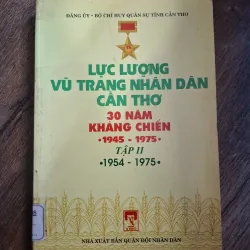 ĐẢNG ỦY - BỘ CHỈ HUY QUÂN SỰ TỈNH CẦN THƠ
LỰC LƯỢNG
VŨ TRANG NHÂN DÂN
CẦN THƠ
30 NĂM
KHÁNG CHIẾN
•1945 - 1975•
TẬP II
•1954 - 1975•
NHÀ XUẤT BẢN QUÂN ĐỘI NHÂN DÂN